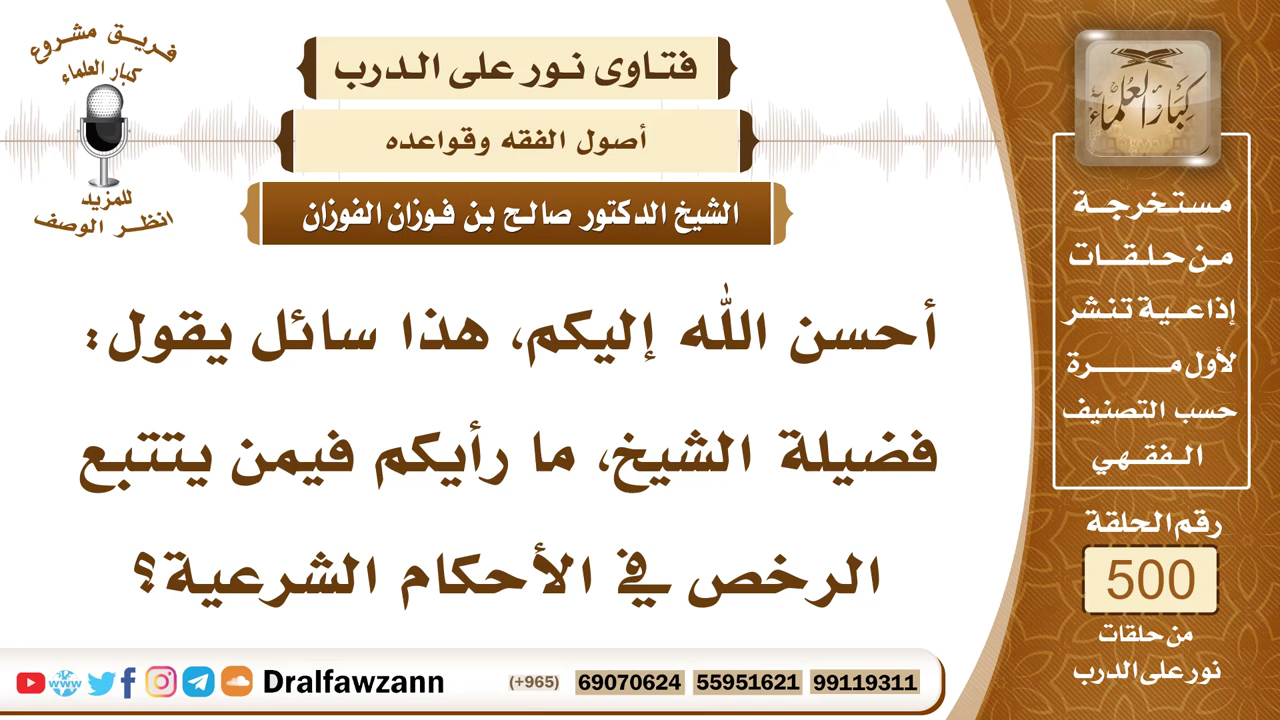 فريق مشروع
كبار العلماء
للمزيد
انظر الوصف
فتاوى نور على الدرب
أصول الفقه وقواعده
الشيخ الدكتور صالح بن فوزان الفوزان
أحسن الله إليكم، هذا سائل يقول:
فضيلة الشيخ، ما رأيكم فيمن يتتبع
الرخص في الأحكام الشرعية؟
كبار العلماء
مستخرجة
من حلقات
إذاعية تنشر
لأول مرة
حسب التصنيف
الفقهي
رقم الحلقة
500
من حلقات
نور على الدرب
www Dralfawzann (+965) 69070624 55951621 99119311